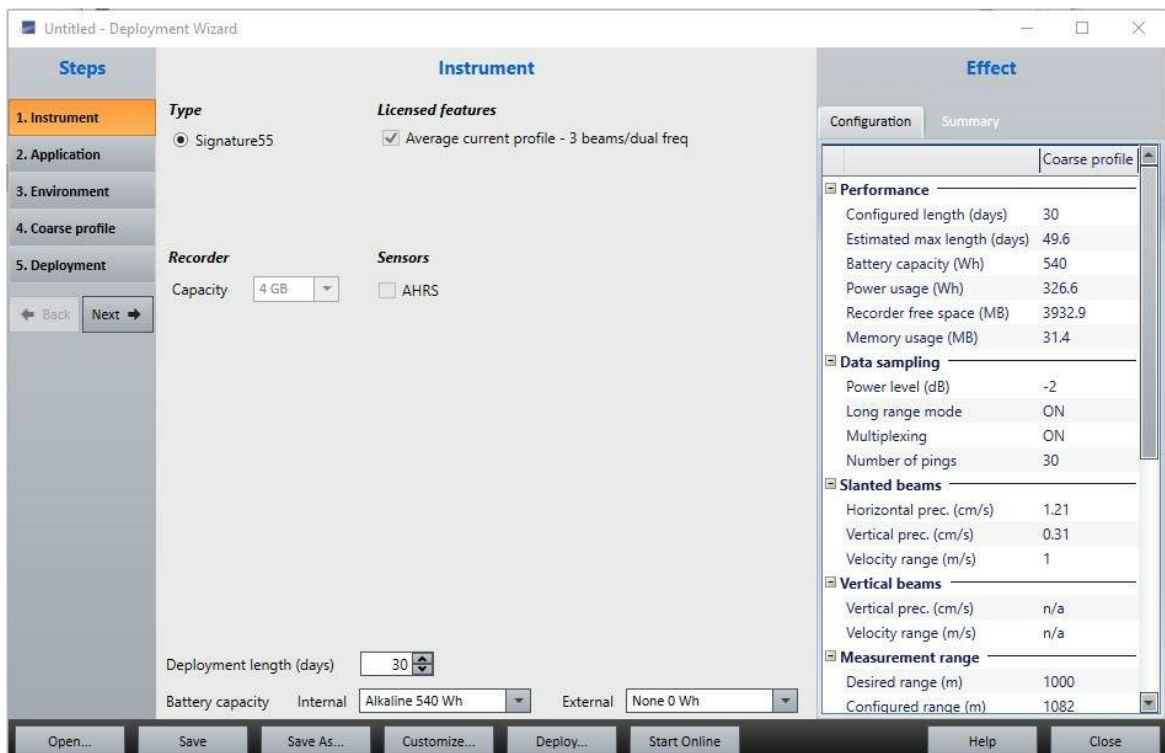 Untitled - Deployment Wizard
Steps
1. Instrument
2. Application
3. Environment
4. Coarse profile
5. Deployment
Back
Next
Instrument
Type
Signature55
Licensed features
Average current profile - 3 beams/dual freq
Recorder
Capacity 4 GB
Sensors
AHRS
Deployment length (days) 30
Battery capacity Internal Alkaline 540 Wh External None 0 Wh
Effect
Configuration Summary
Coarse profile
Performance
Configured length (days) 30
Estimated max length (days) 49.6
Battery capacity (Wh) 540
Power usage (Wh) 326.6
Recorder free space (MB) 3932.9
Memory usage (MB) 31.4
Data sampling
Power level (dB) -2
Long range mode ON
Multiplexing ON
Number of pings 30
Slanted beams
Horizontal prec. (cm/s) 1.21
Vertical prec. (cm/s) 0.31
Velocity range (m/s) 1
Vertical beams
Vertical prec. (cm/s) n/a
Velocity range (m/s) n/a
Measurement range
Desired range (m) 1000
Configured range (m) 1082
Open... Save Save As... Customize... Deploy... Start Online Help Close